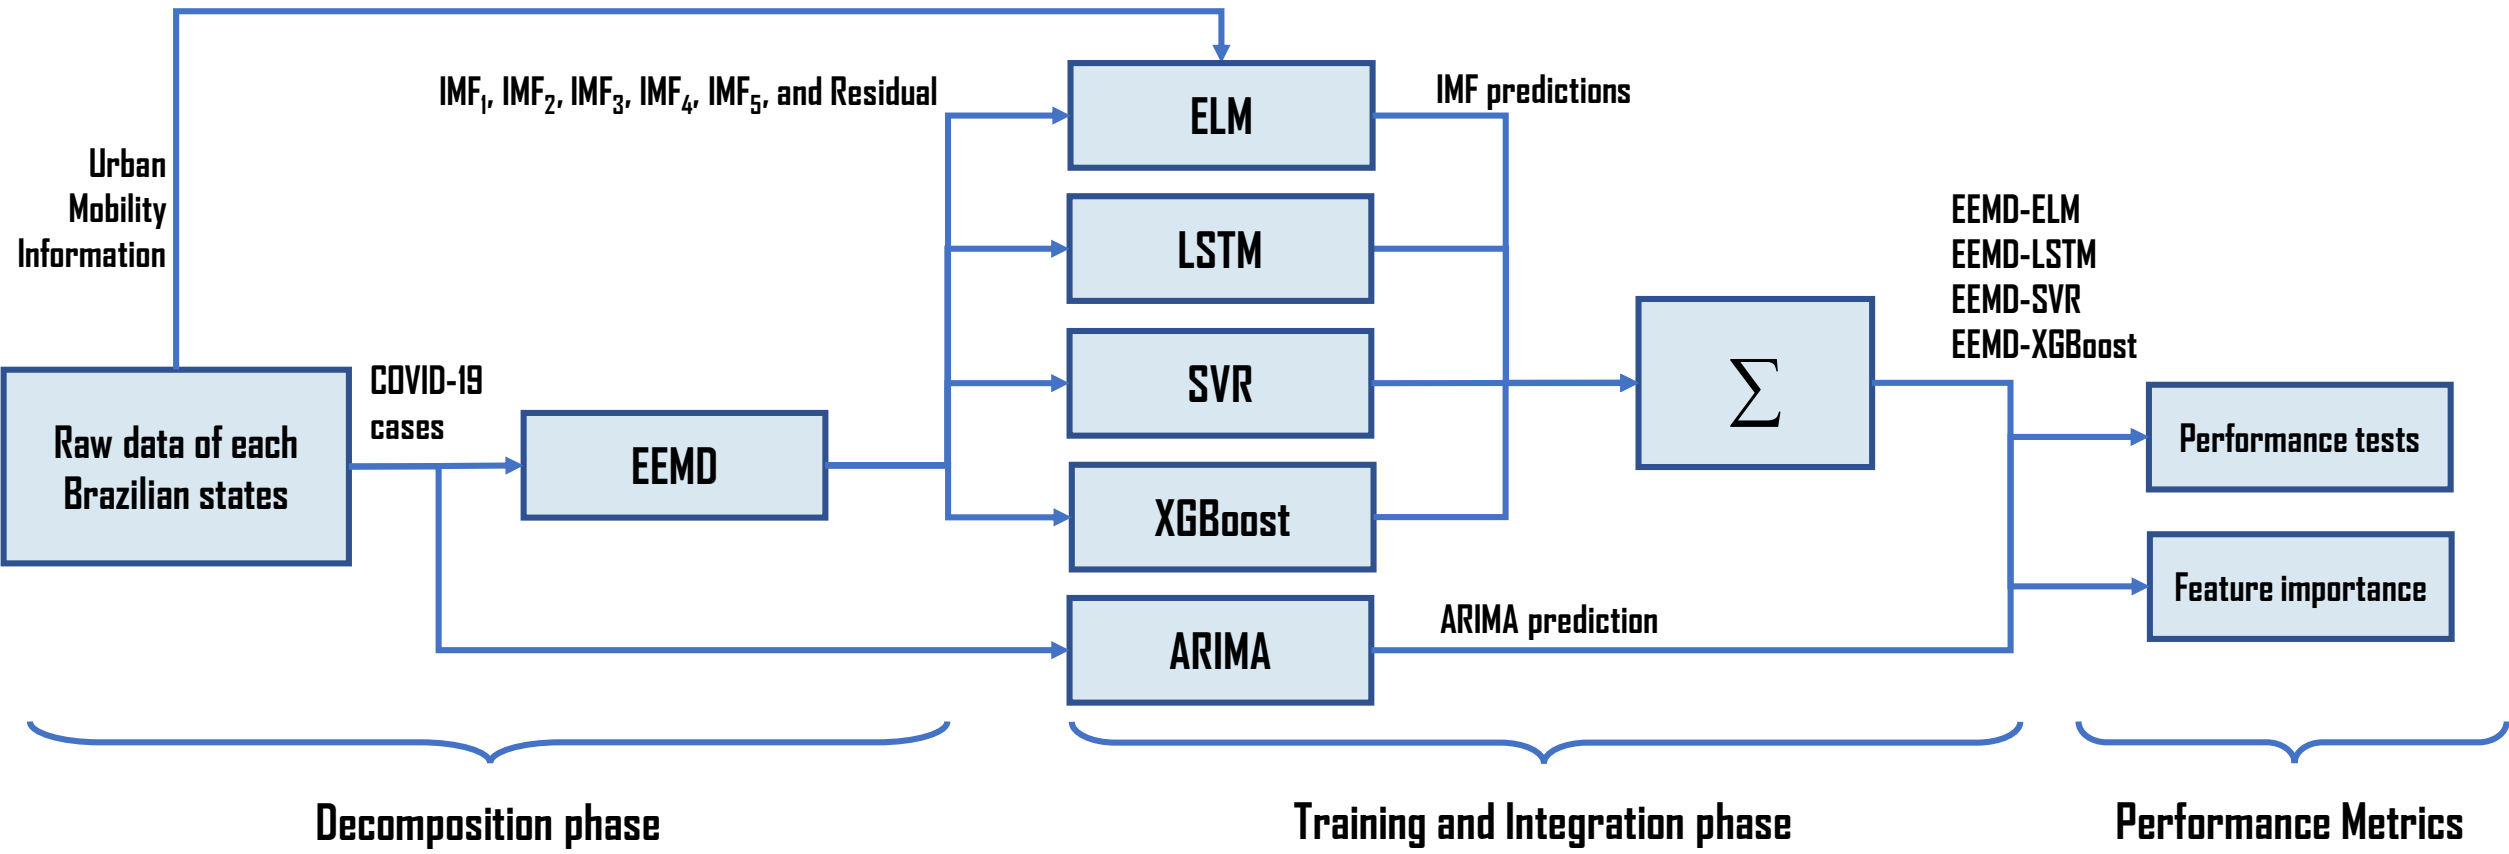 IMF₁, IMF₂, IMF₃, IMF₄, IMF₅, and Residual
Urban
Mobility
Information
Raw data of each
Brazilian states
COVID-19
cases
EEMD
ELM
LSTM
SVR
XGBoost
ARIMA
IMF predictions
ARIMA prediction
∑
EEMD-ELM
EEMD-LSTM
EEMD-SVR
EEMD-XGBoost
Performance tests
Feature importance
Decomposition phase
Training and Integration phase
Performance Metrics